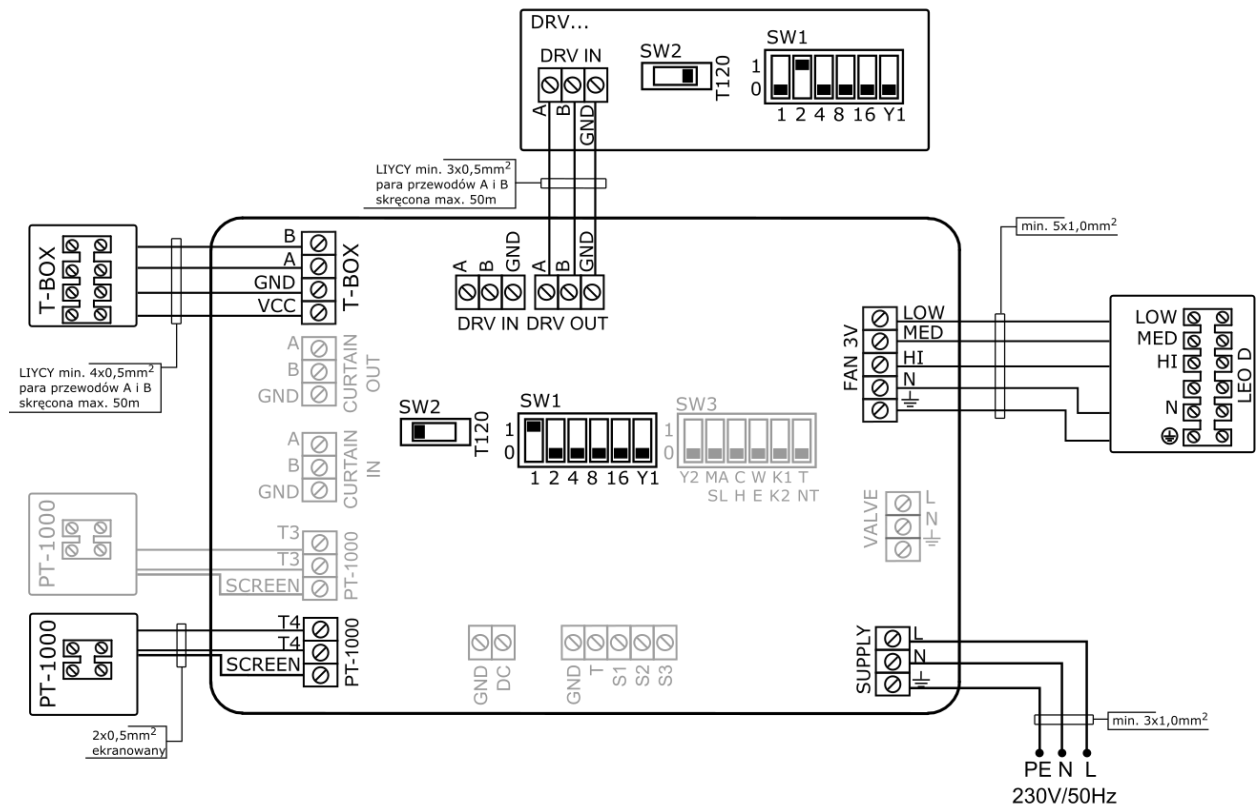 DRV...
DRV IN
A
B
GND
SW2
T120
SW1
1
0
1 2 4 8 16 Y1
LIYCY min. 3x0,5mm²
para przewodów A i B
skręcona max. 50m
min. 5x1,0mm²
T-BOX
B
A
GND
VCC
T-BOX
LIYCY min. 4x0,5mm²
para przewodów A i B
skręcona max. 50m
A
B
GND
A
B
GND
DRV IN DRV OUT
LOW
MED
HI
N
FAN 3V
LOW
MED
HI
N
LEO D
A
B
GND
CURTAIN
OUT
A
B
GND
CURTAIN
IN
SW2
T120
SW1
1
0
1 2 4 8 16 Y1
SW3
1
0
Y2 MA C W K1 T
SL H E K2 NT
VALVE
L
N
PT-1000
T3
T3
SCREEN
PT-1000
PT-1000
T4
T4
SCREEN
PT-1000
2x0,5mm²
ekranowany
GND
DC
GND
T
S1
S2
S3
SUPPLY
L
N
min. 3x1,0mm²
PE N L
230V/50Hz